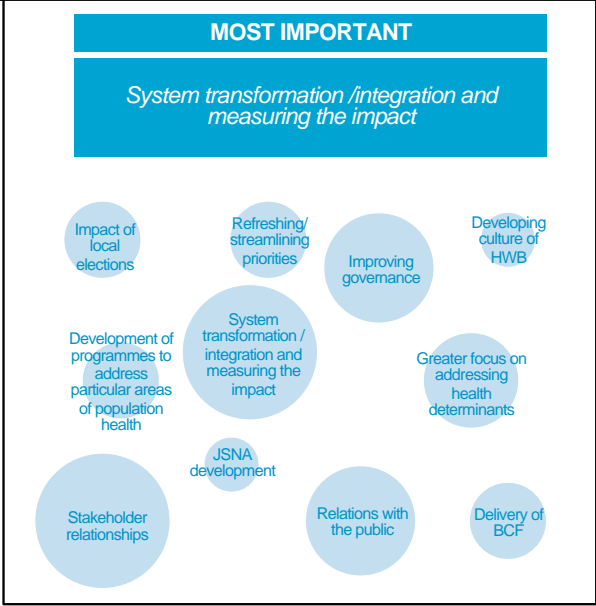 MOST IMPORTANT
System transformation /integration and
measuring the impact
Impact of
local
elections
Refreshing/
streamlining
priorities
Improving
governance
Developing
culture of
HWB
Development of
programmes to
address
particular areas
of population
health
System
transformation /
integration and
measuring the
impact
Greater focus on
addressing
health
determinants
JSNA
development
Stakeholder
relationships
Relations with
the public
Delivery of
BCF